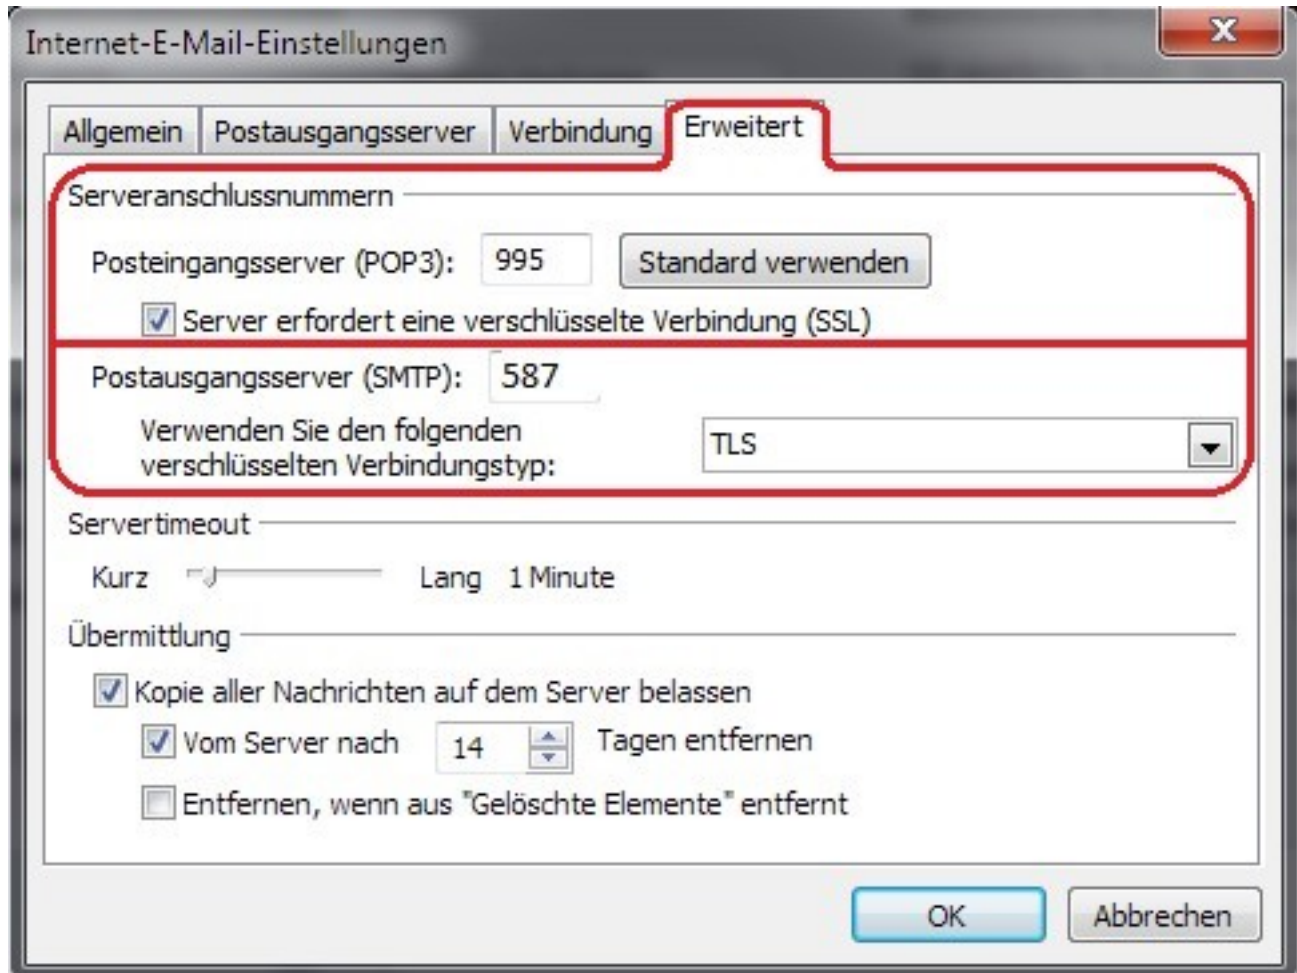 Internet-E-Mail-Einstellungen
Allgemein Postausgangsserver Verbindung Erweitert
Serveranschlussnummern
Posteingangsserver (POP3): 995 Standard verwenden
Server erfordert eine verschlüsselte Verbindung (SSL)
Postausgangsserver (SMTP): 587
Verwenden Sie den folgenden
verschlüsselten Verbindungstyp: TLS
Servertimeout
Kurz Lang 1 Minute
Übermittlung
Kopie aller Nachrichten auf dem Server belassen
Vom Server nach 14 Tagen entfernen
Entfernen, wenn aus "Gelöschte Elemente" entfernt
OK Abbrechen